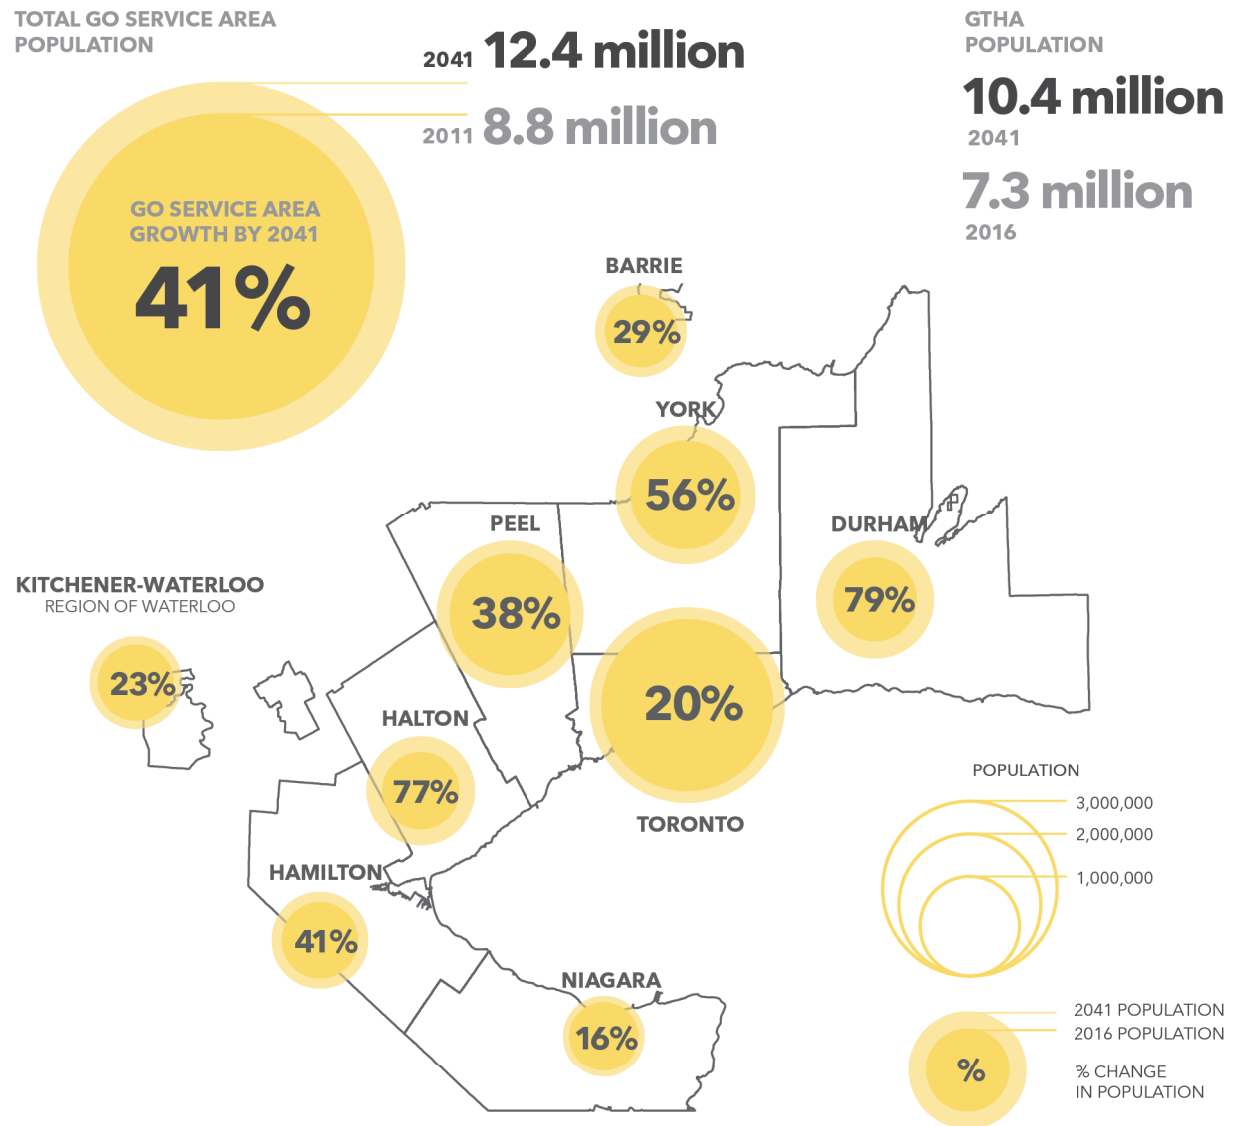 TOTAL GO SERVICE AREA
POPULATION
2041 12.4 million
2011 8.8 million
GTHA
POPULATION
10.4 million
2041
7.3 million
2016
GO SERVICE AREA
GROWTH BY 2041
41%
BARRIE
29%
YORK
56%
PEEL
38%
DURHAM
79%
KITCHENER-WATERLOO
REGION OF WATERLOO
23%
HALTON
77%
20%
TORONTO
HAMILTON
41%
NIAGARA
16%
POPULATION
3,000,000
2,000,000
1,000,000
2041 POPULATION
2016 POPULATION
%
% CHANGE
IN POPULATION